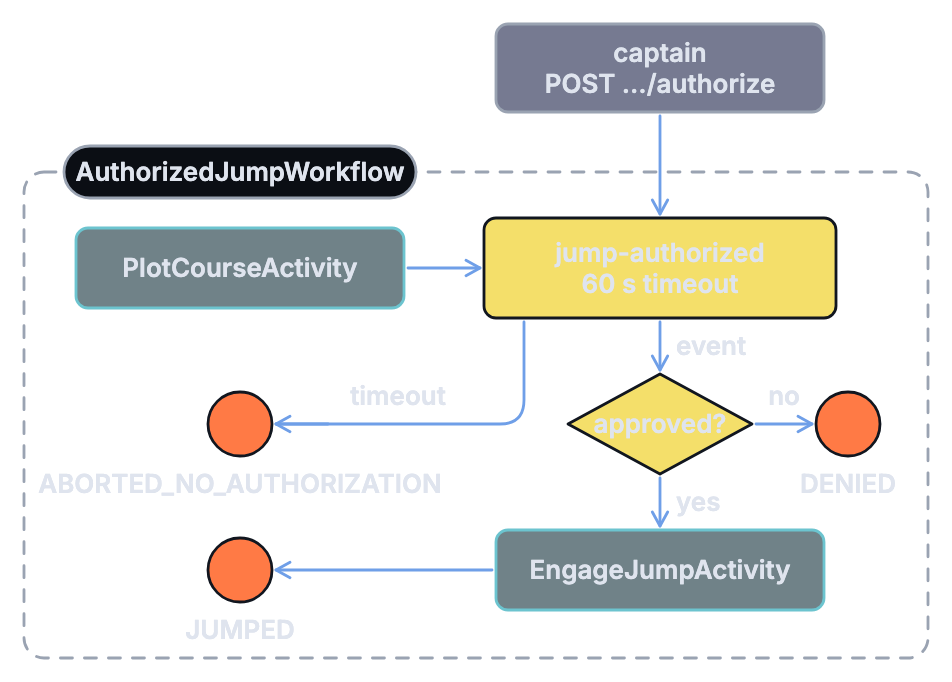 captain
POST .../authorize
AuthorizedJumpWorkflow
PlotCourseActivity
jump-authorized
60 s timeout
event
timeout
approved?
no
ABORTED_NO_AUTHORIZATION
DENIED
yes
EngageJumpActivity
JUMPED